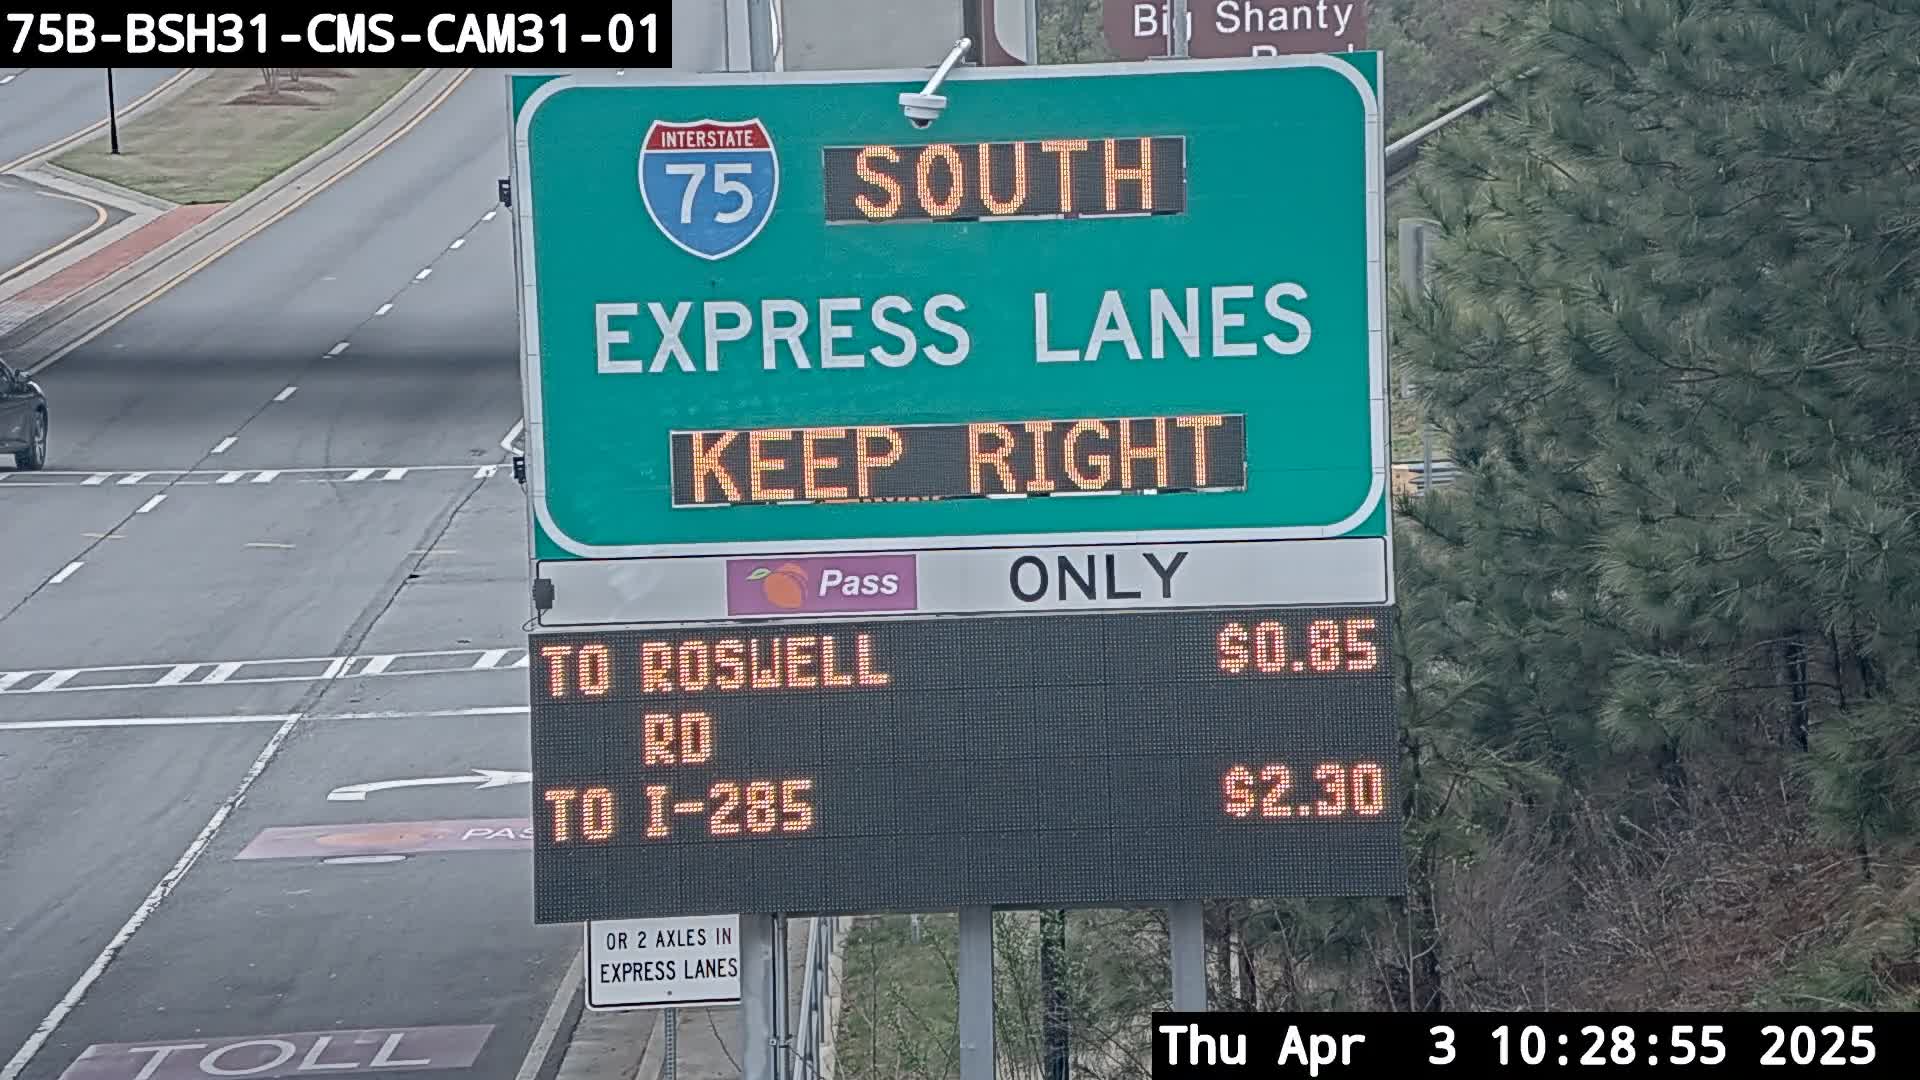 75B-BSH31-CMS-CAM31-01
Big Shanty
INTERSTATE
75
SOUTH
EXPRESS LANES
KEEP RIGHT
Pass
ONLY
TO ROSWELL $0.85
RD
TO I-285 $2.30
OR 2 AXLES IN
EXPRESS LANES
TOLL
Thu Apr 3 10:28:55 2025